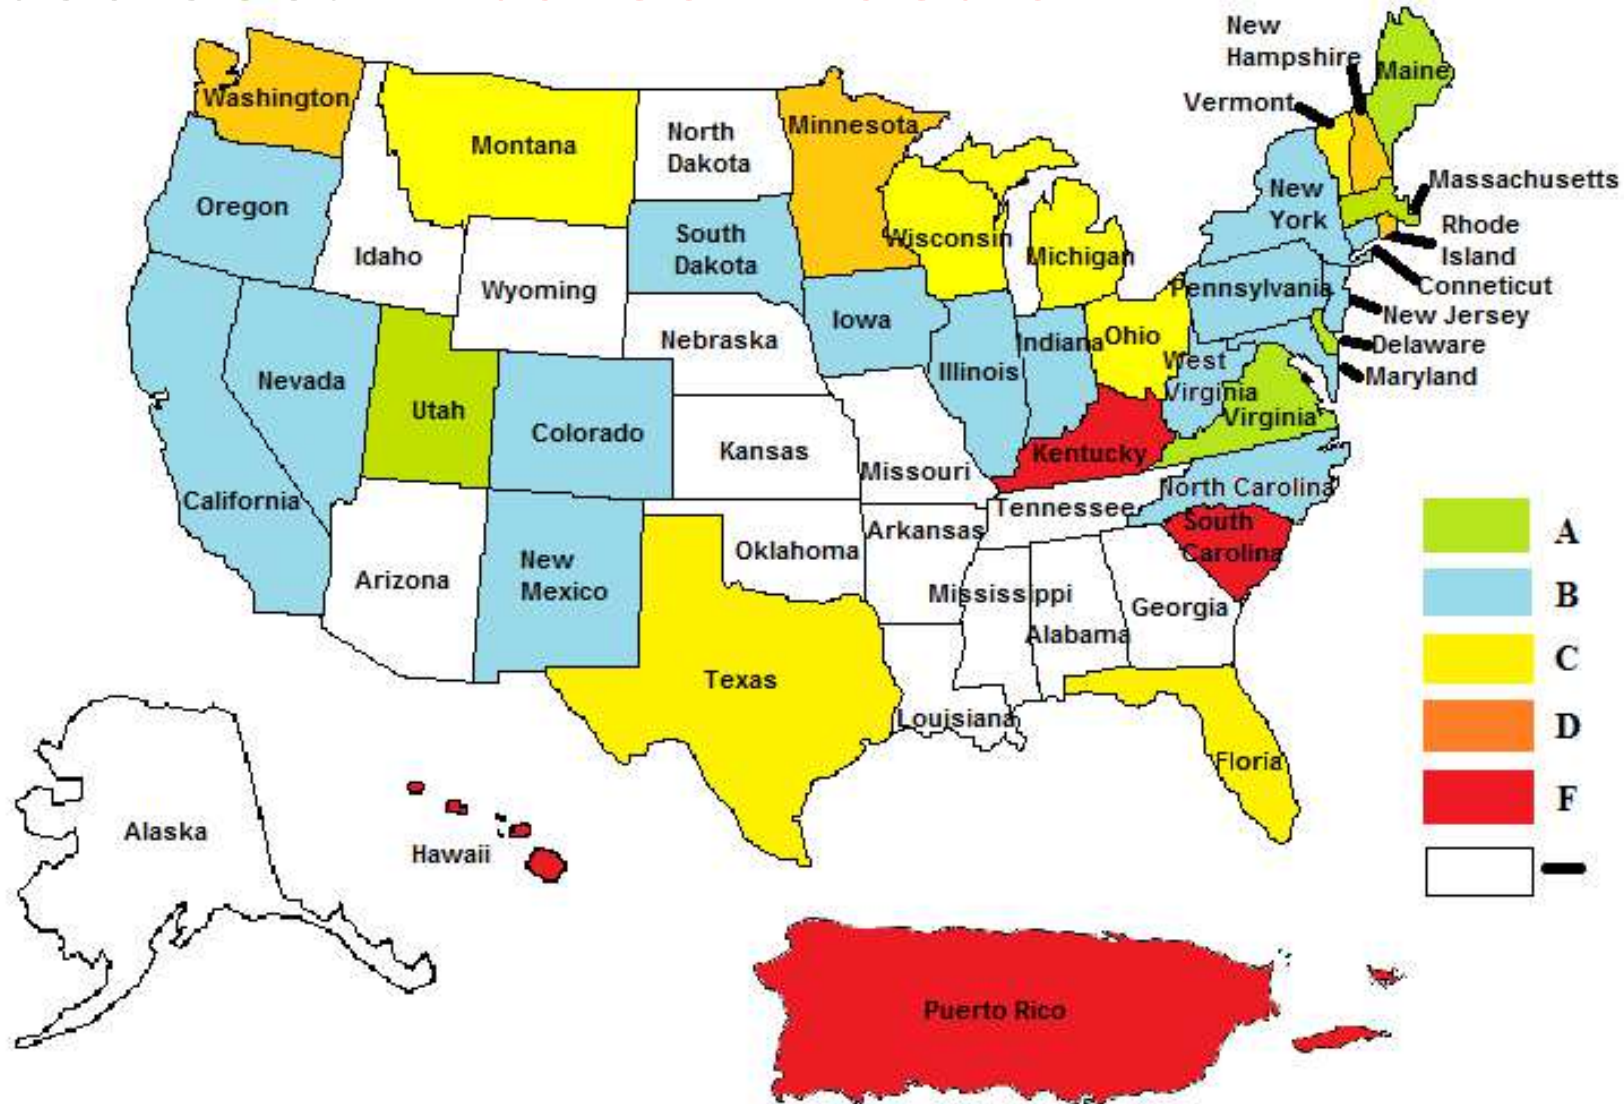 New
Hampshire
Maine
Vermont
Washington
Montana
North
Dakota
Minnesota
Massachusetts
New
York
Oregon
South
Dakota
Wisconsin
Michigan
Rhode
Island
Idaho
Wyoming
Pennsylvania
Conneticut
Iowa
New Jersey
Nebraska
Indiana
Ohio
Delaware
Nevada
Illinois
West
Virginia
Maryland
Utah
Colorado
Virginia
Kansas
Kentucky
Missouri
California
North Carolina
Tennessee
South
Carolina
Arkansas
A
Oklahoma
New
Mexico
Arizona
Mississippi
Georgia
B
Alabama
C
Texas
Louisiana
D
Floria
F
Alaska
Hawaii
Puerto Rico